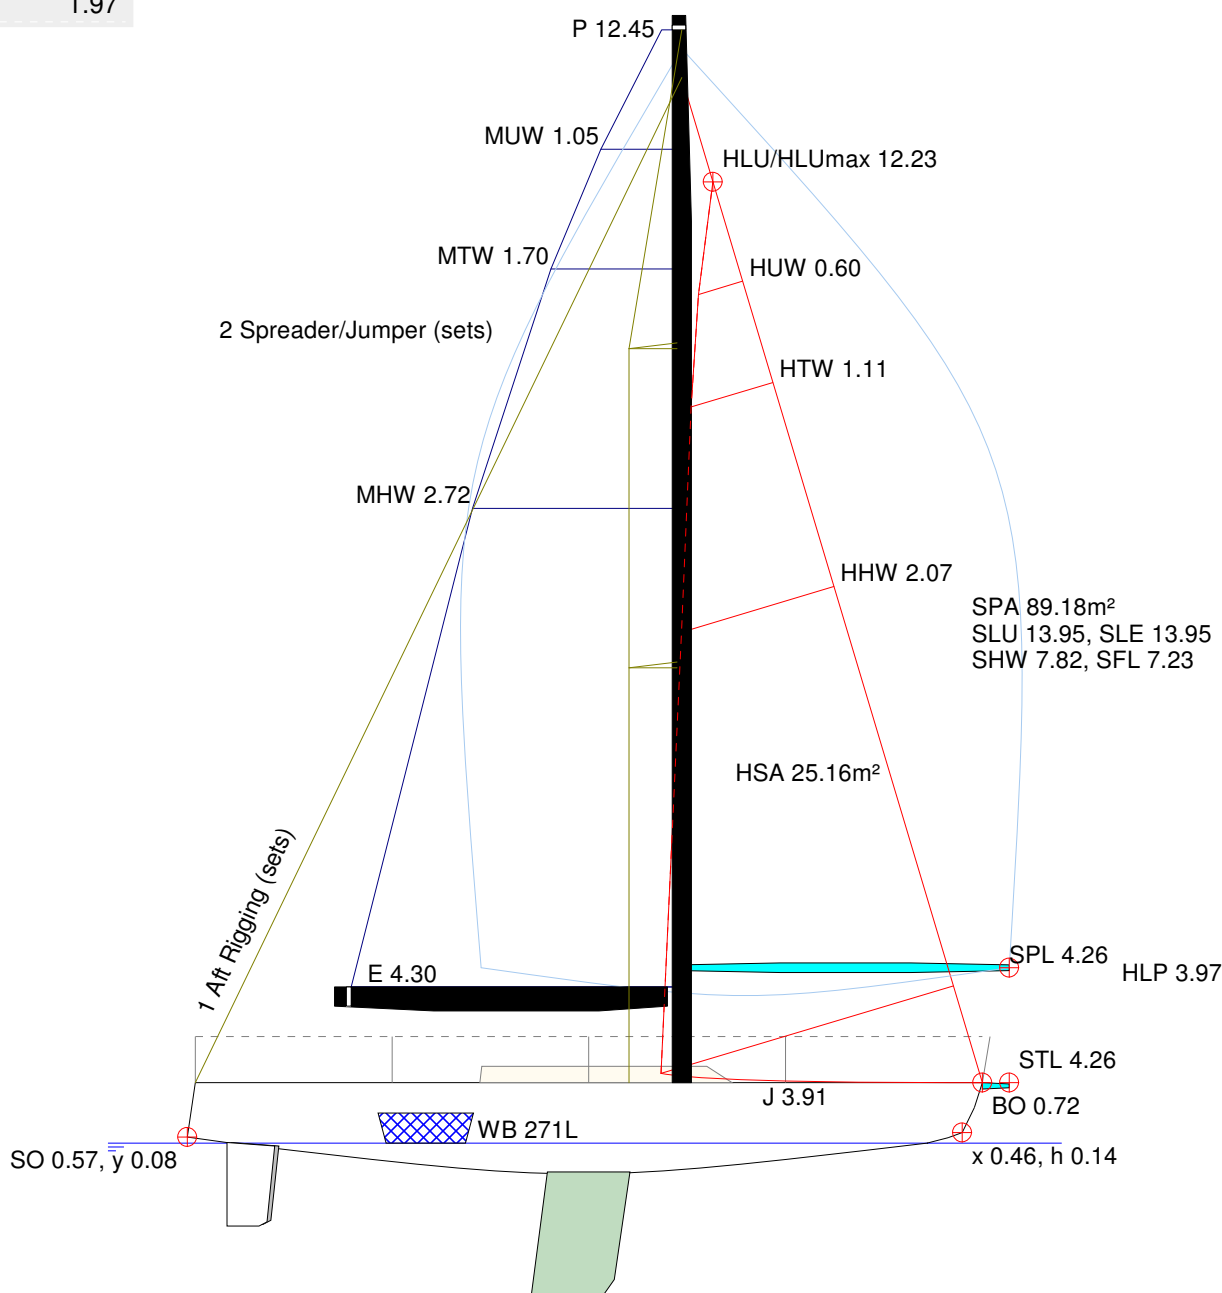 1.97
P 12.45
MUW 1.05
HLU/HLUmax 12.23
MTW 1.70
HUW 0.60
2 Spreader/Jumper (sets)
HTW 1.11
MHW 2.72
HHW 2.07
SPA 89.18m²
SLU 13.95, SLE 13.95
SHW 7.82, SFL 7.23
HSA 25.16m²
1 Aft Rigging (sets)
SPL 4.26
E 4.30
HLP 3.97
STL 4.26
J 3.91
BO 0.72
WB 271L
SO 0.57, y 0.08
x 0.46, h 0.14